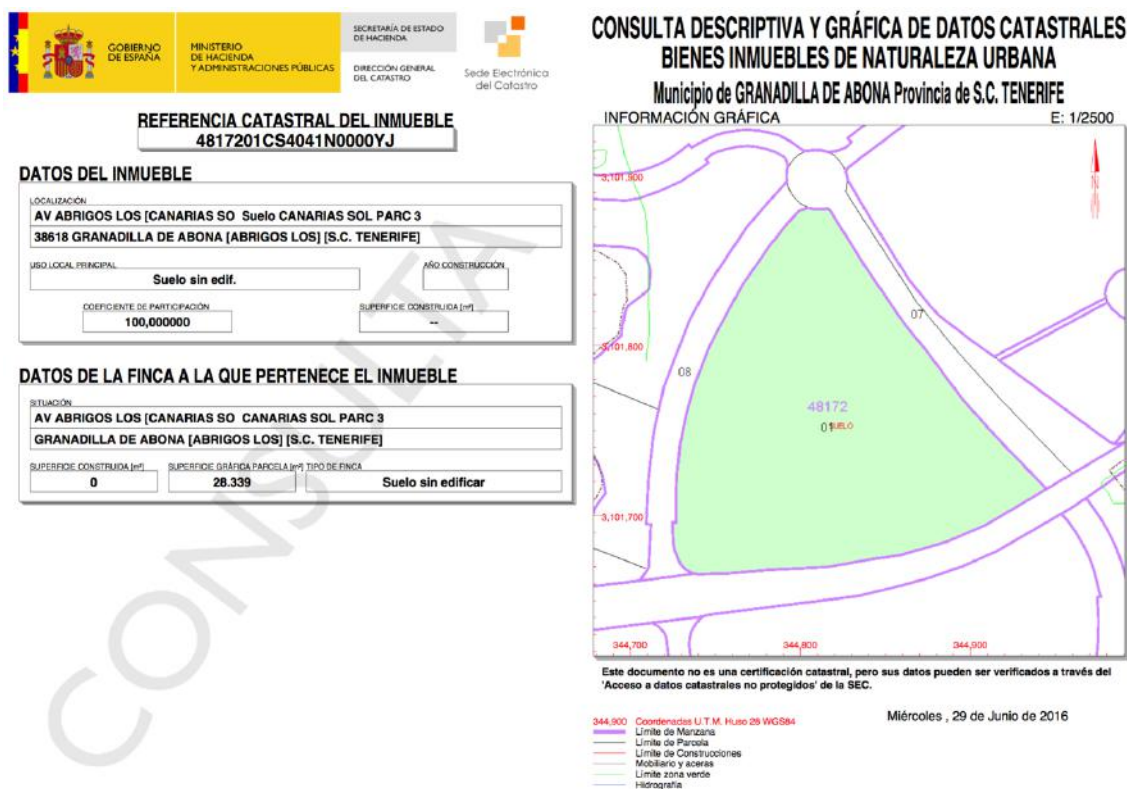 GOBIERNO
DE ESPAÑA
MINISTERIO
DE HACIENDA
Y ADMINISTRACIONES PÚBLICAS
SECRETARÍA DE ESTADO
DE HACIENDA
DIRECCIÓN GENERAL
DEL CATASTRO
Sede Electrónica
del Catastro
REFERENCIA CATASTRAL DEL INMUEBLE
4817201CS4041N0000YJ
DATOS DEL INMUEBLE
LOCALIZACIÓN
AV ABRIGOS LOS [CANARIAS SO Suelo CANARIAS SOL PARC 3
38618 GRANADILLA DE ABONA [ABRIGOS LOS] [S.C. TENERIFE]
USO LOCAL PRINCIPAL
Suelo sin edif.
AÑO CONSTRUCCIÓN
COEFICIENTE DE PARTICIPACIÓN
100,000000
SUPERFICIE CONSTRUIDA [m²]
--
DATOS DE LA FINCA A LA QUE PERTENECE EL INMUEBLE
SITUACIÓN
AV ABRIGOS LOS [CANARIAS SO CANARIAS SOL PARC 3
GRANADILLA DE ABONA [ABRIGOS LOS] [S.C. TENERIFE]
SUPERFICIE CONSTRUIDA [m²]
0
SUPERFICIE GRÁFICA PARCELA [m²]
28.339
TIPO DE FINCA
Suelo sin edificar
CONSULTA
CONSULTA DESCRIPTIVA Y GRÁFICA DE DATOS CATASTRALES
BIENES INMUEBLES DE NATURALEZA URBANA
Municipio de GRANADILLA DE ABONA Provincia de S.C. TENERIFE
INFORMACIÓN GRÁFICA
E: 1/2500
3,101,900
07
3,101,800
08
48172
01
SUELO
3,101,700
344,700
344,800
344,900
Este documento no es una certificación catastral, pero sus datos pueden ser verificados a través del
'Acceso a datos catastrales no protegidos' de la SEC.
Miércoles , 29 de Junio de 2016
344,900 Coordenadas U.T.M. Huso 28 WGS84
Límite de Manzana
Límite de Parcela
Límite de Construcciones
Mobiliario y aceras
Límite zona verde
Hidrografía